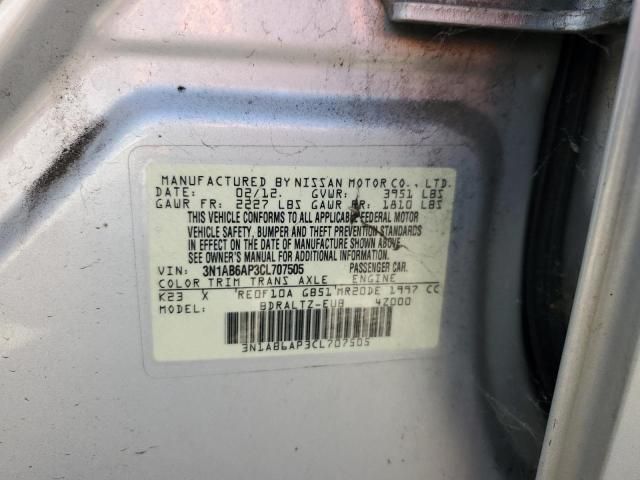 MANUFACTURED BY NISSAN MOTOR CO., LTD.
DATE: 02/12. GVWR: 3951 LBS
GAWR FR: 2227 LBS GAWR RR: 1810 LBS
THIS VEHICLE CONFORMS TO ALL APPLICABLE FEDERAL MOTOR
VEHICLE SAFETY, BUMPER AND THEFT PREVENTION STANDARDS
IN EFFECT ON THE DATE OF MANUFACTURE SHOWN ABOVE.
SEE OWNER'S MANUAL FOR ADDITIONAL INFORMATION.
VIN: 3N1AB6AP3CL707505 PASSENGER CAR.
COLOR TRIM TRANS AXLE ENGINE
K23 X RE0F10A GB51 MR20DE 1997 CC
MODEL: BDRALTZ-EUB 4Z000
3N1AB6AP3CL707505